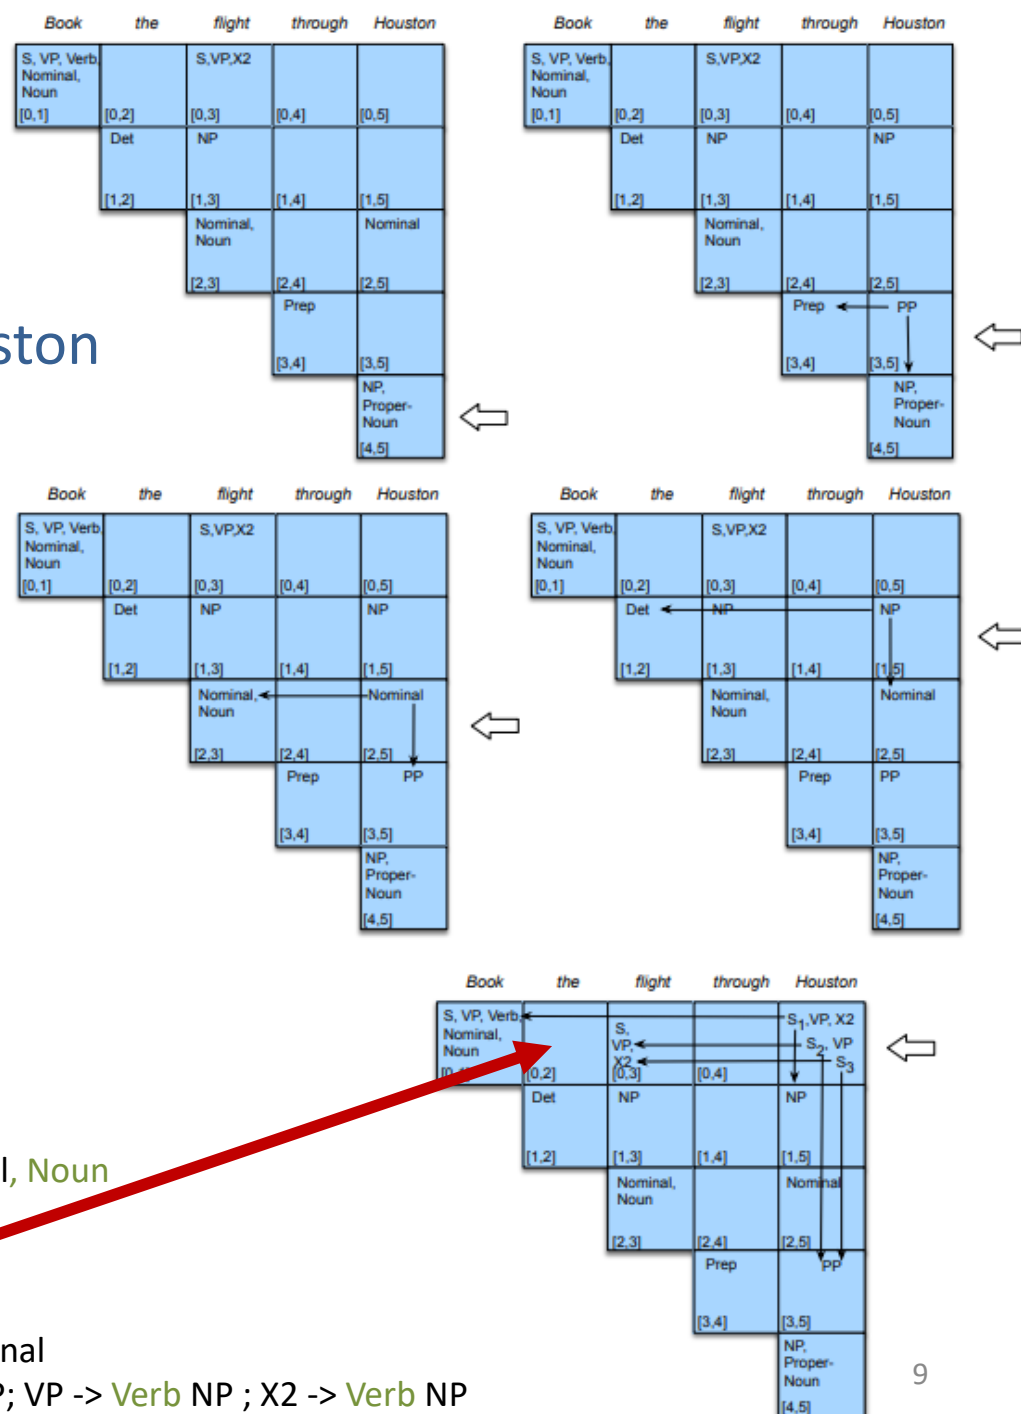 Book the flight through Houston
S, VP, Verb, Nominal, Noun [0,1]
[0,2]
S,VP,X2 [0,3]
[0,4]
[0,5]
Det [1,2]
NP [1,3]
[1,4]
[1,5]
Nominal, Noun [2,3]
[2,4]
Nominal [2,5]
Prep [3,4]
[3,5]
NP, Proper-Noun [4,5]
Book the flight through Houston
S, VP, Verb, Nominal, Noun [0,1]
[0,2]
S,VP,X2 [0,3]
[0,4]
[0,5]
Det [1,2]
NP [1,3]
[1,4]
NP [1,5]
Nominal, Noun [2,3]
[2,4]
[2,5]
Prep [3,4]
PP [3,5]
NP, Proper-Noun [4,5]
ston
Book the flight through Houston
S, VP, Verb, Nominal, Noun [0,1]
[0,2]
S,VP,X2 [0,3]
[0,4]
[0,5]
Det [1,2]
NP [1,3]
[1,4]
NP [1,5]
Nominal, Noun [2,3]
[2,4]
Nominal [2,5]
Prep [3,4]
PP [3,5]
NP, Proper-Noun [4,5]
Book the flight through Houston
S, VP, Verb, Nominal, Noun [0,1]
[0,2]
S,VP,X2 [0,3]
[0,4]
[0,5]
Det [1,2]
NP [1,3]
[1,4]
NP [1,5]
Nominal, Noun [2,3]
[2,4]
Nominal [2,5]
Prep [3,4]
PP [3,5]
NP, Proper-Noun [4,5]
Book the flight through Houston
S, VP, Verb, Nominal, Noun
[0,2]
S, VP, X2 [0,3]
[0,4]
S1,VP, X2
S2, VP
S3
Det [1,2]
NP [1,3]
[1,4]
NP [1,5]
Nominal, Noun [2,3]
[2,4]
Nominal [2,5]
Prep [3,4]
PP [3,5]
NP, Proper-Noun [4,5]
l, Noun
nal
P; VP -> Verb NP ; X2 -> Verb NP
9